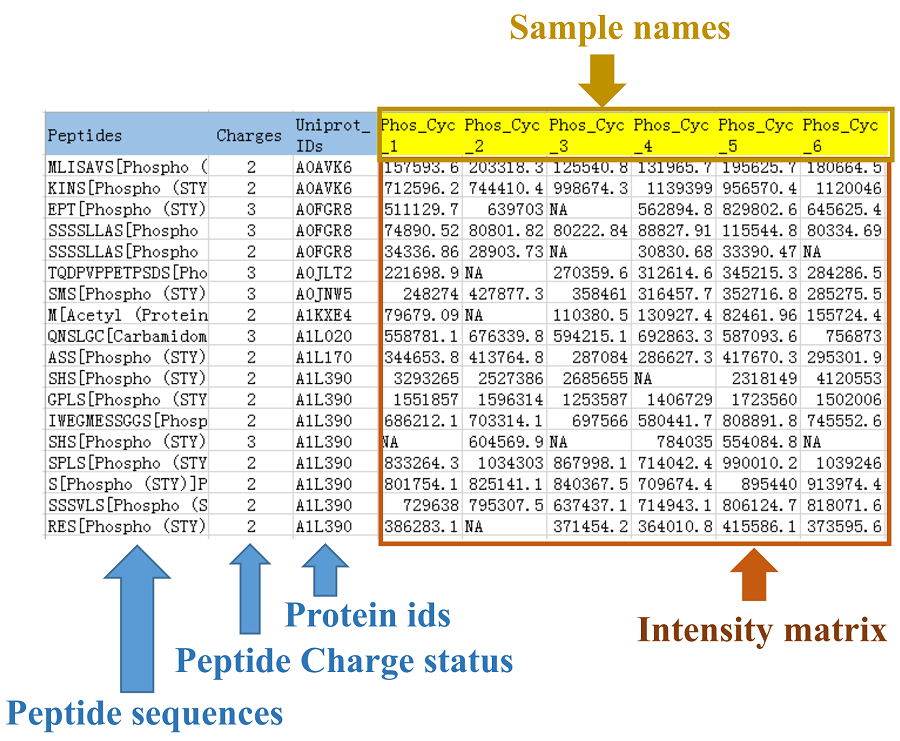 Sample names
Peptides Charges Uniprot_IDs Phos_Cyc_1 Phos_Cyc_2 Phos_Cyc_3 Phos_Cyc_4 Phos_Cyc_5 Phos_Cyc_6
MLISAVS[Phospho ( 2 A0AVK6 157593.6 203318.3 125540.8 131965.7 195625.7 180664.5
KINS[Phospho (STY 2 A0AVK6 712596.2 744410.4 998674.3 1139399 956570.4 1120046
EPT[Phospho (STY) 3 A0FGR8 511129.7 639703 NA 562894.8 829802.6 645625.4
SSSSLLAS[Phospho 3 A0FGR8 74890.52 80801.82 80222.84 88827.91 115544.8 80334.69
SSSSLLAS[Phospho 2 A0FGR8 34336.86 28903.73 NA 30830.68 33390.47 NA
TQDPVPPETPSDS[Pho 3 A0JLT2 221698.9 NA 270359.6 312614.6 345215.3 284286.5
SMS[Phospho (STY) 3 A0JNW5 248274 427877.3 358461 316457.7 352716.8 285275.5
M[Acetyl (Protein 2 A1KXE4 79679.09 NA 110380.5 130927.4 82461.96 155724.4
QNSLGC[Carbamidom 3 A1L020 558781.1 676339.8 594215.1 692863.3 587093.6 756873
ASS[Phospho (STY) 2 A1L170 344653.8 413764.8 287084 286627.3 417670.3 295301.9
SHS[Phospho (STY) 2 A1L390 3293265 2527386 2685655 NA 2318149 4120553
GPLS[Phospho (STY 2 A1L390 1551857 1596314 1253587 1406729 1723560 1502006
IWEGMESSGGS[Phosp 2 A1L390 686212.1 703314.1 697566 580441.7 808891.8 745552.6
SHS[Phospho (STY) 3 A1L390 NA 604569.9 NA 784035 554084.8 NA
SPLS[Phospho (STY 2 A1L390 833264.3 1034303 867998.1 714042.4 990010.2 1039246
S[Phospho (STY)]P 2 A1L390 801754.1 825141.1 840367.5 709674.4 895440 913974.4
SSSVLS[Phospho (S 2 A1L390 729638 795307.5 637437.1 714943.1 806124.7 818071.6
RES[Phospho (STY) 2 A1L390 386283.1 NA 371454.2 364010.8 415586.1 373595.6
Protein ids
Intensity matrix
Peptide Charge status
Peptide sequences